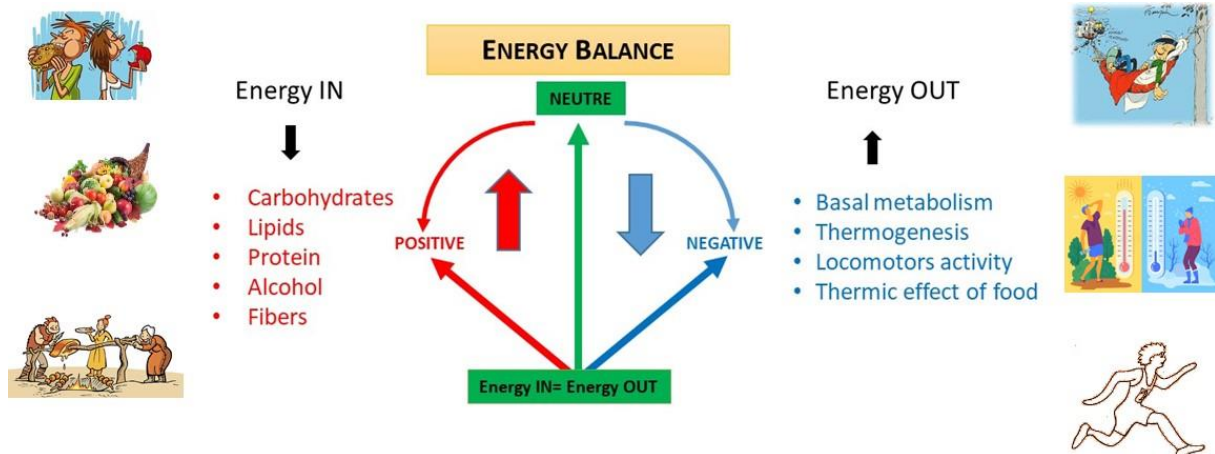 ENERGY BALANCE
Energy IN
NEUTRE
Energy OUT
• Carbohydrates
• Lipids
• Protein
• Alcohol
• Fibers
POSITIVE
NEGATIVE
• Basal metabolism
• Thermogenesis
• Locomotors activity
• Thermic effect of food
Energy IN= Energy OUT